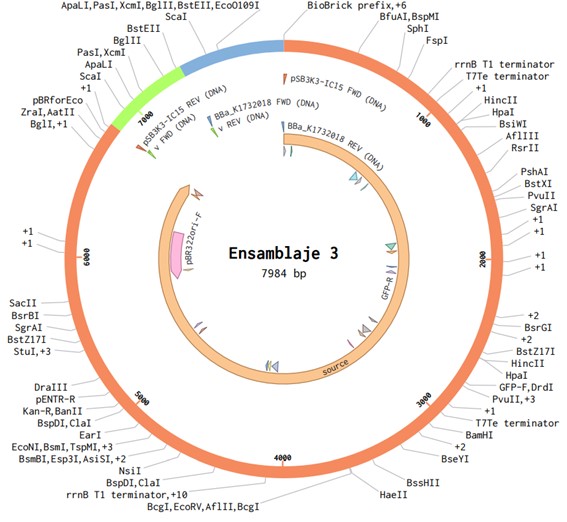 ApaLI,PasI,XcmI,BglII,BstEII,EcoO109I
BioBrick prefix,+6
ScaI
BfuAI,BspMI
BstEII
SphI
BglII
FspI
PasI,XcmI
ApaLI
rrnB T1 terminator
ScaI
T7Te terminator
+1
+1
pBRforEco
HincII
ZraI,AatII
HpaI
BglI,+1
BsiWI
AflIII
RsrII
PshAI
BstXI
PvuII
SgrAI
+1
+1
+1
+1
+1
+1
+2
BsrGI
+2
BstZ17I
HincII
HpaI
GFP-F,DrdI
PvuII,+3
+1
T7Te terminator
BamHI
+2
BseYI
BssHII
HaeII
BcgI,EcoRV,AflII,BcgI
rrnB T1 terminator,+10
BspDI,ClaI
NsiI
BsmBI,Esp3I,AsiSI,+2
EcoNI,BsmI,TspMI,+3
EarI
BspDI,ClaI
Kan-R,BanII
pENTR-R
DraIII
StuI,+3
BstZ17I
SgrAI
BsrBI
SacII
1000
2000
3000
4000
5000
6000
7000
pSB3K3-IC15 FWD (DNA)
pSB3K3-IC15 REV (DNA)
v FWD (DNA)
BBa_K1732018 FWD (DNA)
v REV (DNA)
BBa_K1732018 REV (DNA)
pBR322ori-F
GFP-R
source
Ensamblaje 3
7984 bp